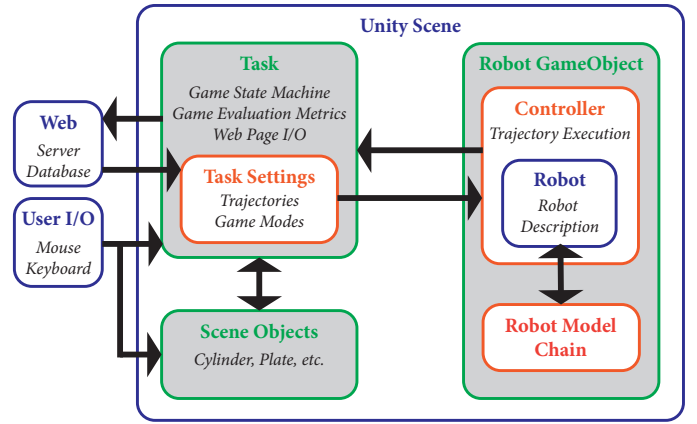 Unity Scene
Task
Game State Machine
Game Evaluation Metrics
Web Page I/O
Task Settings
Trajectories
Game Modes
Web
Server
Database
User I/O
Mouse
Keyboard
Scene Objects
Cylinder, Plate, etc.
Robot GameObject
Controller
Trajectory Execution
Robot
Robot
Description
Robot Model
Chain